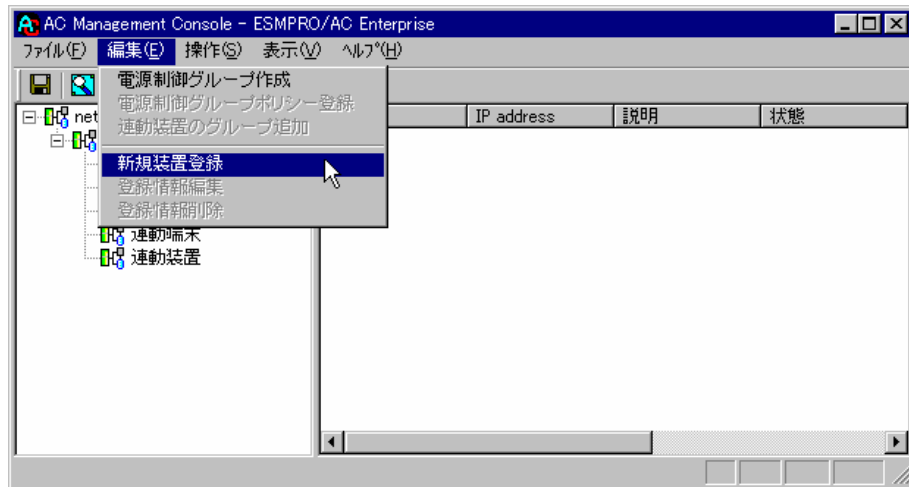 AC Management Console - ESMPRO/AC Enterprise
ファイル(F) 編集(E) 操作(S) 表示(V) ヘルプ(H)
電源制御グループ作成
電源制御グループポリシー登録
連動装置のグループ追加
新規装置登録
登録情報編集
登録情報削除
net
IP address 説明 状態
連動端末
連動装置